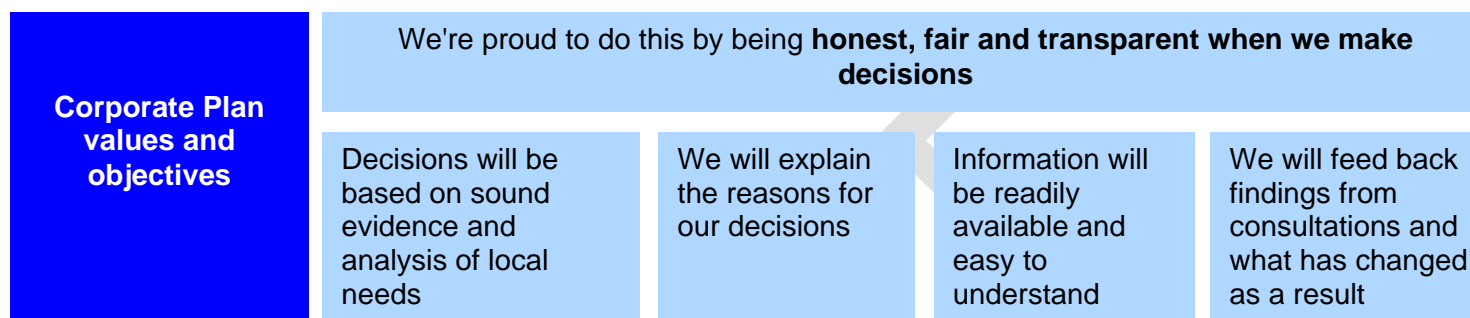 Corporate Plan
values and
objectives
We're proud to do this by being honest, fair and transparent when we make
decisions
Decisions will be
based on sound
evidence and
analysis of local
needs
We will explain
the reasons for
our decisions
Information will
be readily
available and
easy to
understand
We will feed back
findings from
consultations and
what has changed
as a result